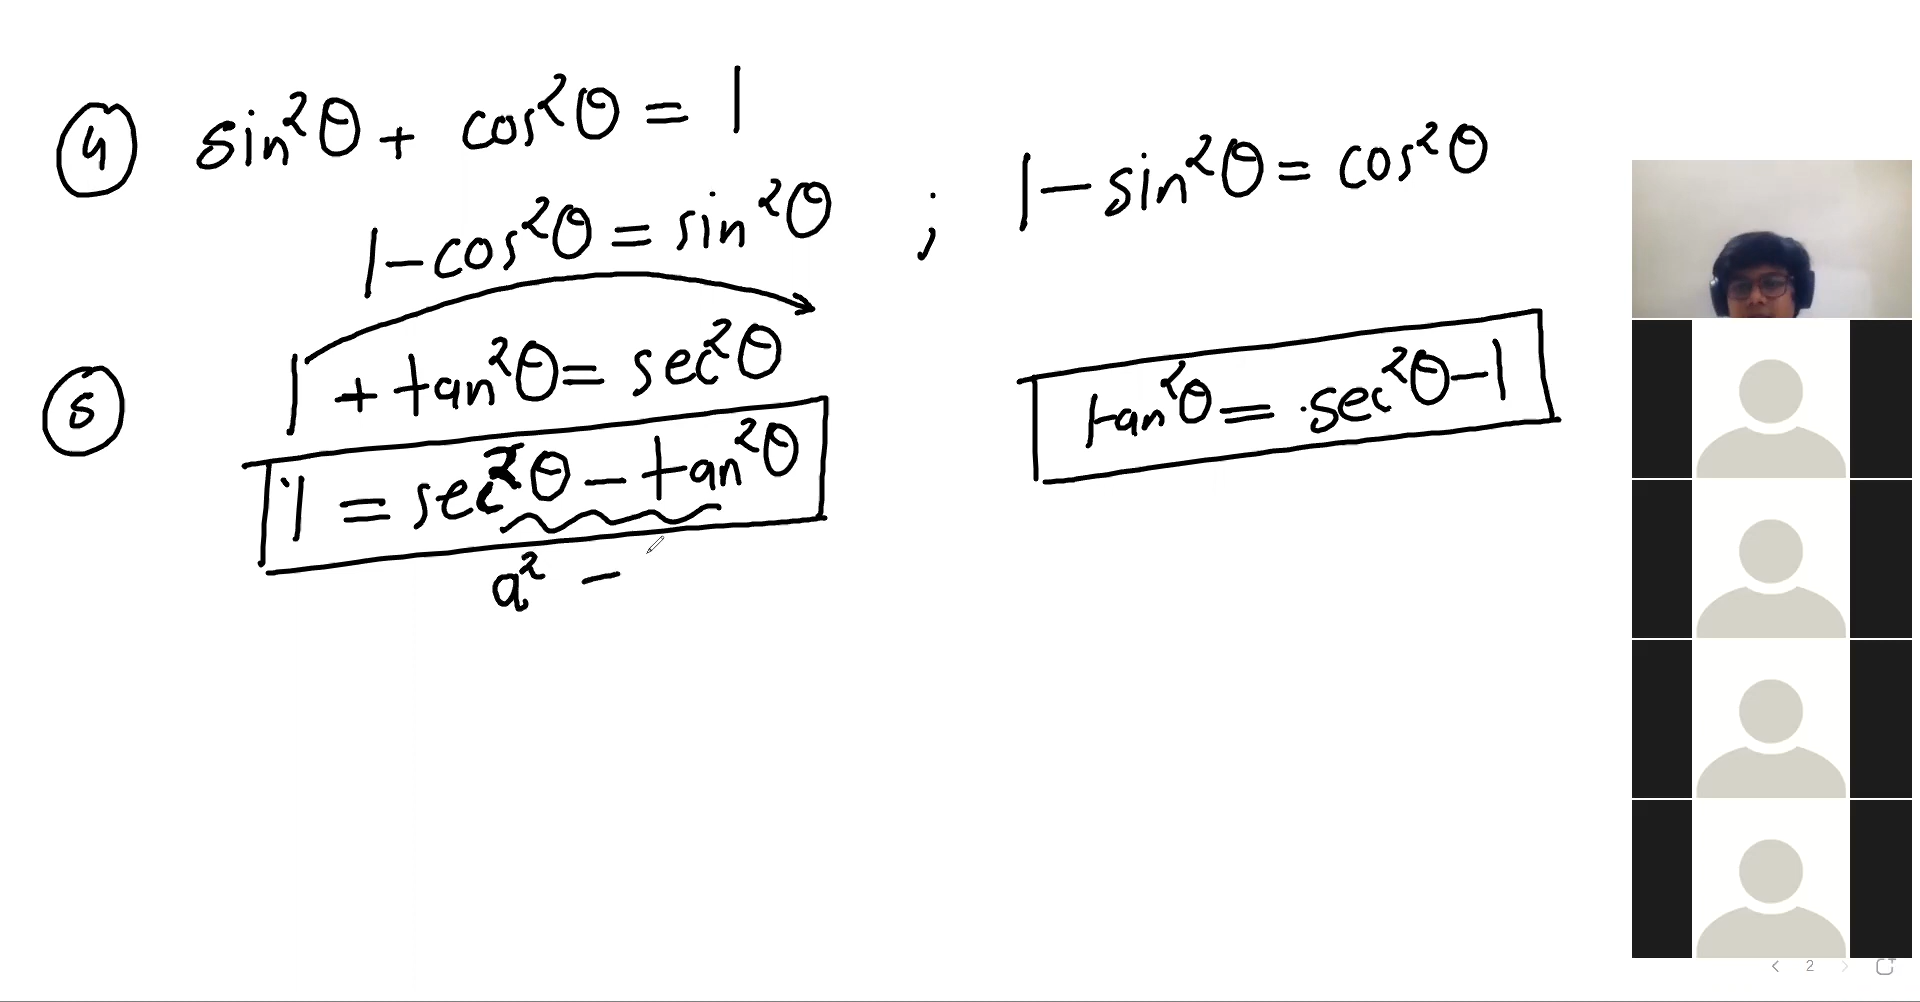 4 sin²θ + cos²θ = 1
1 - cos²θ = sin²θ ; 1 - sin²θ = cos²θ
5 1 + tan²θ = sec²θ
tan²θ = sec²θ - 1
1 = sec²θ - tan²θ
a² -
2